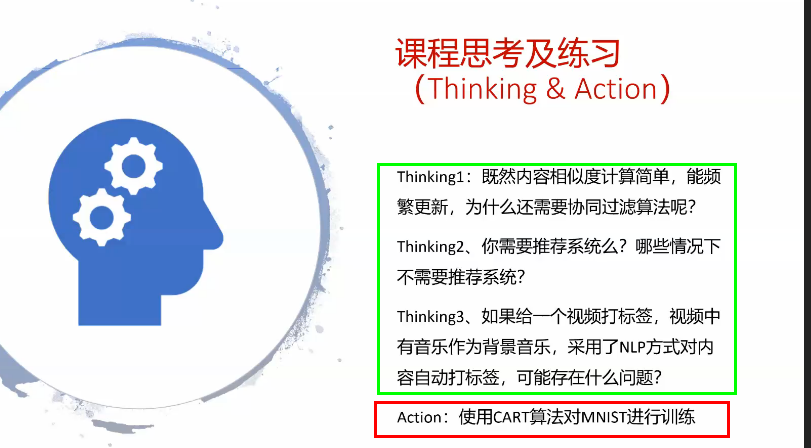 课程思考及练习
（Thinking & Action）
Thinking1：既然内容相似度计算简单，能频
繁更新，为什么还需要协同过滤算法呢？
Thinking2、你需要推荐系统么？哪些情况下
不需要推荐系统？
Thinking3、如果给一个视频打标签，视频中
有音乐作为背景音乐，采用了NLP方式对内
容自动打标签，可能存在什么问题？
Action：使用CART算法对MNIST进行训练